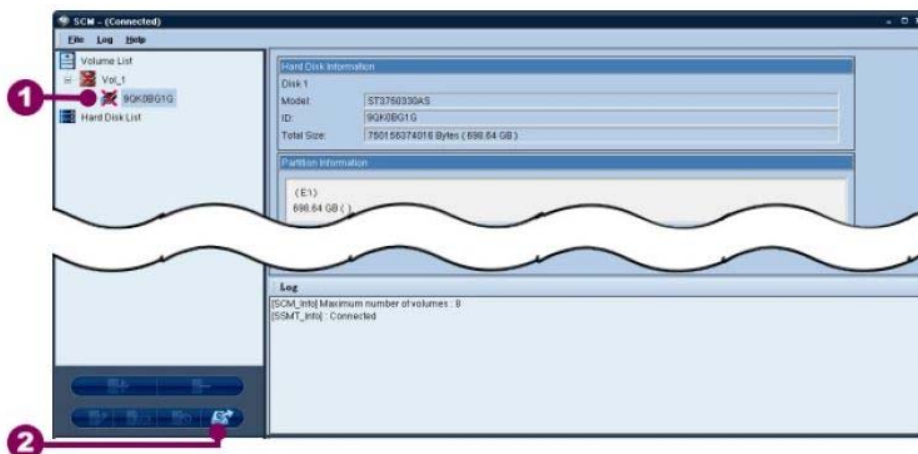 SCM - (Connected)
File Log Help
Volume List
Vol_1
9QK0BG1G
Hard Disk List
Hard Disk Information
Disk 1
Model: ST3750330AS
ID: 9QK0BG1G
Total Size: 750156374016 Bytes ( 698.64 GB )
Partition Information
( E:\)
698.64 GB ( )
Log
[SCM_Info] Maximum number of volumes : 8
[SSMT_Info] : Connected
1
2